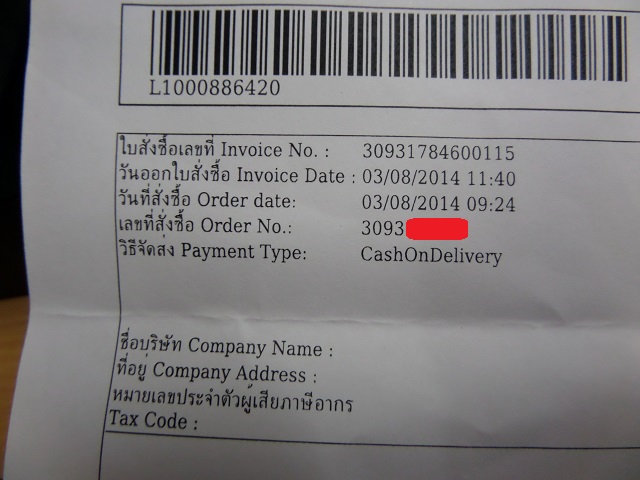 L1000886420
ใบสั่งซื้อเลขที่ Invoice No. : 30931784600115
วันออกใบสั่งซื้อ Invoice Date : 03/08/2014 11:40
วันที่สั่งซื้อ Order date: 03/08/2014 09:24
เลขที่สั่งซื้อ Order No.: 3093
วิธีจัดส่ง Payment Type: CashOnDelivery
ชื่อบริษัท Company Name :
ที่อยู่ Company Address :
หมายเลขประจำตัวผู้เสียภาษีอากร
Tax Code :